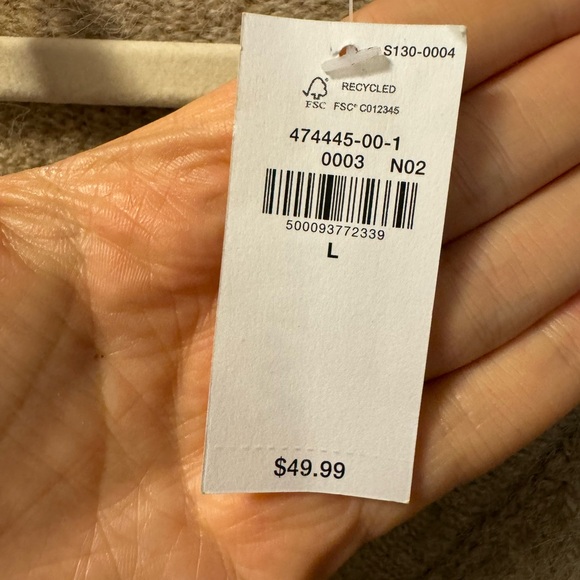 S130-0004
RECYCLED
FSC FSC® C012345
474445-00-1
0003 N02
500093772339
L
$49.99